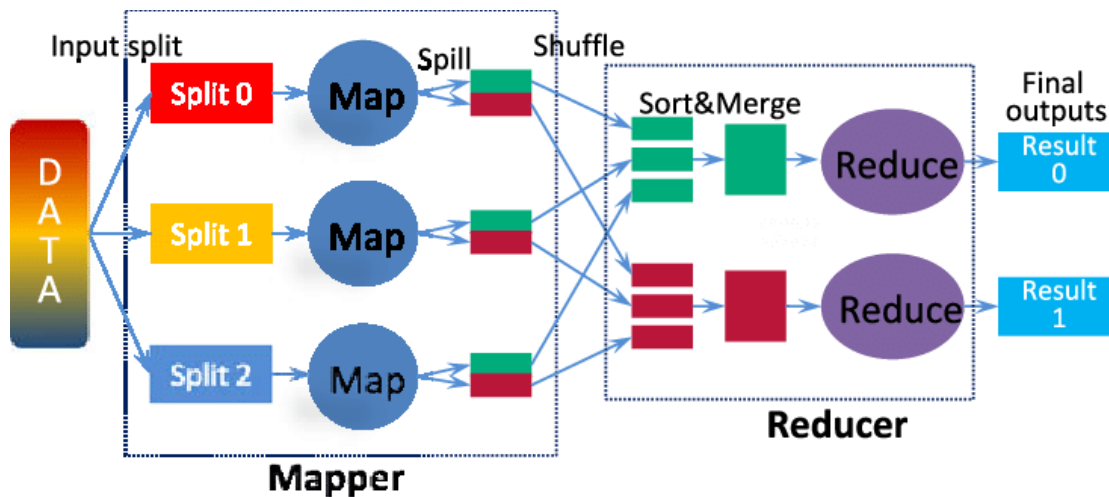 Input split
Spill
Shuffle
Split 0
Map
Sort&Merge
Final
outputs
DATA
Reduce
Result
0
Split 1
Map
Split 2
Map
Reduce
Result
1
Reducer
Mapper